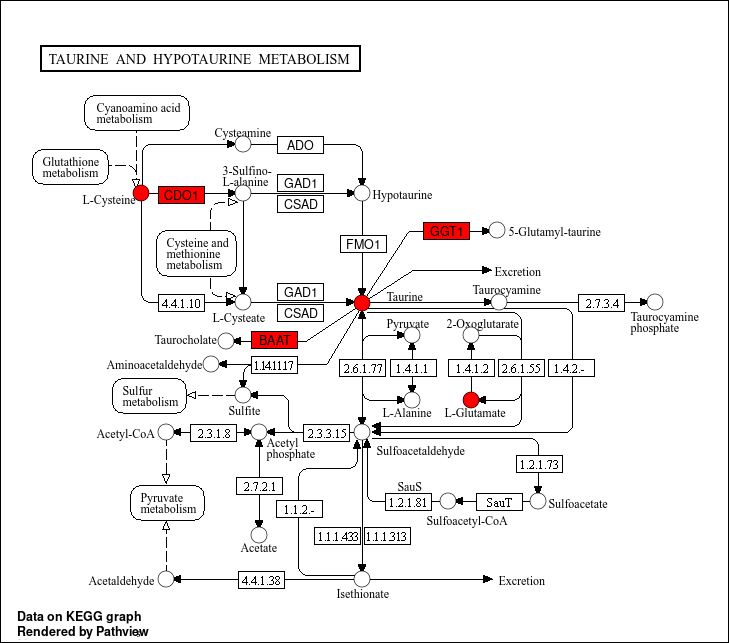 TAURINE AND HYPOTAURINE METABOLISM
Cyanoamino acid
metabolism
Cysteamine
ADO
Glutathione
metabolism
3-Sulfino-
L-alanine
GAD1
L-Cysteine
CDO1
CSAD
Hypotaurine
GGT1
5-Glutamyl-taurine
Cysteine and
methionine
metabolism
FMO1
Excretion
Taurocyamine
4.4.1.10
GAD1
Taurine
2.7.3.4
L-Cysteate
CSAD
Taurocyamine
phosphate
Taurocholate
BAAT
Pyruvate
2-Oxoglutarate
Aminoacetaldehyde
1.14.11.17
2.6.1.77
1.4.1.1
1.4.1.2
2.6.1.55
1.4.2.-
Sulfur
metabolism
Sulfite
L-Alanine
L-Glutamate
Acetyl-CoA
2.3.1.8
Acetyl
phosphate
2.3.3.15
Sulfoacetaldehyde
1.2.1.73
2.7.2.1
SauS
Pyruvate
metabolism
1.1.2.-
1.2.1.81
SauT
Sulfoacetate
Sulfoacetyl-CoA
Acetate
1.1.1.433
1.1.1.313
Acetaldehyde
4.4.1.38
Excretion
Isethionate
Data on KEGG graph
Rendered by Pathview